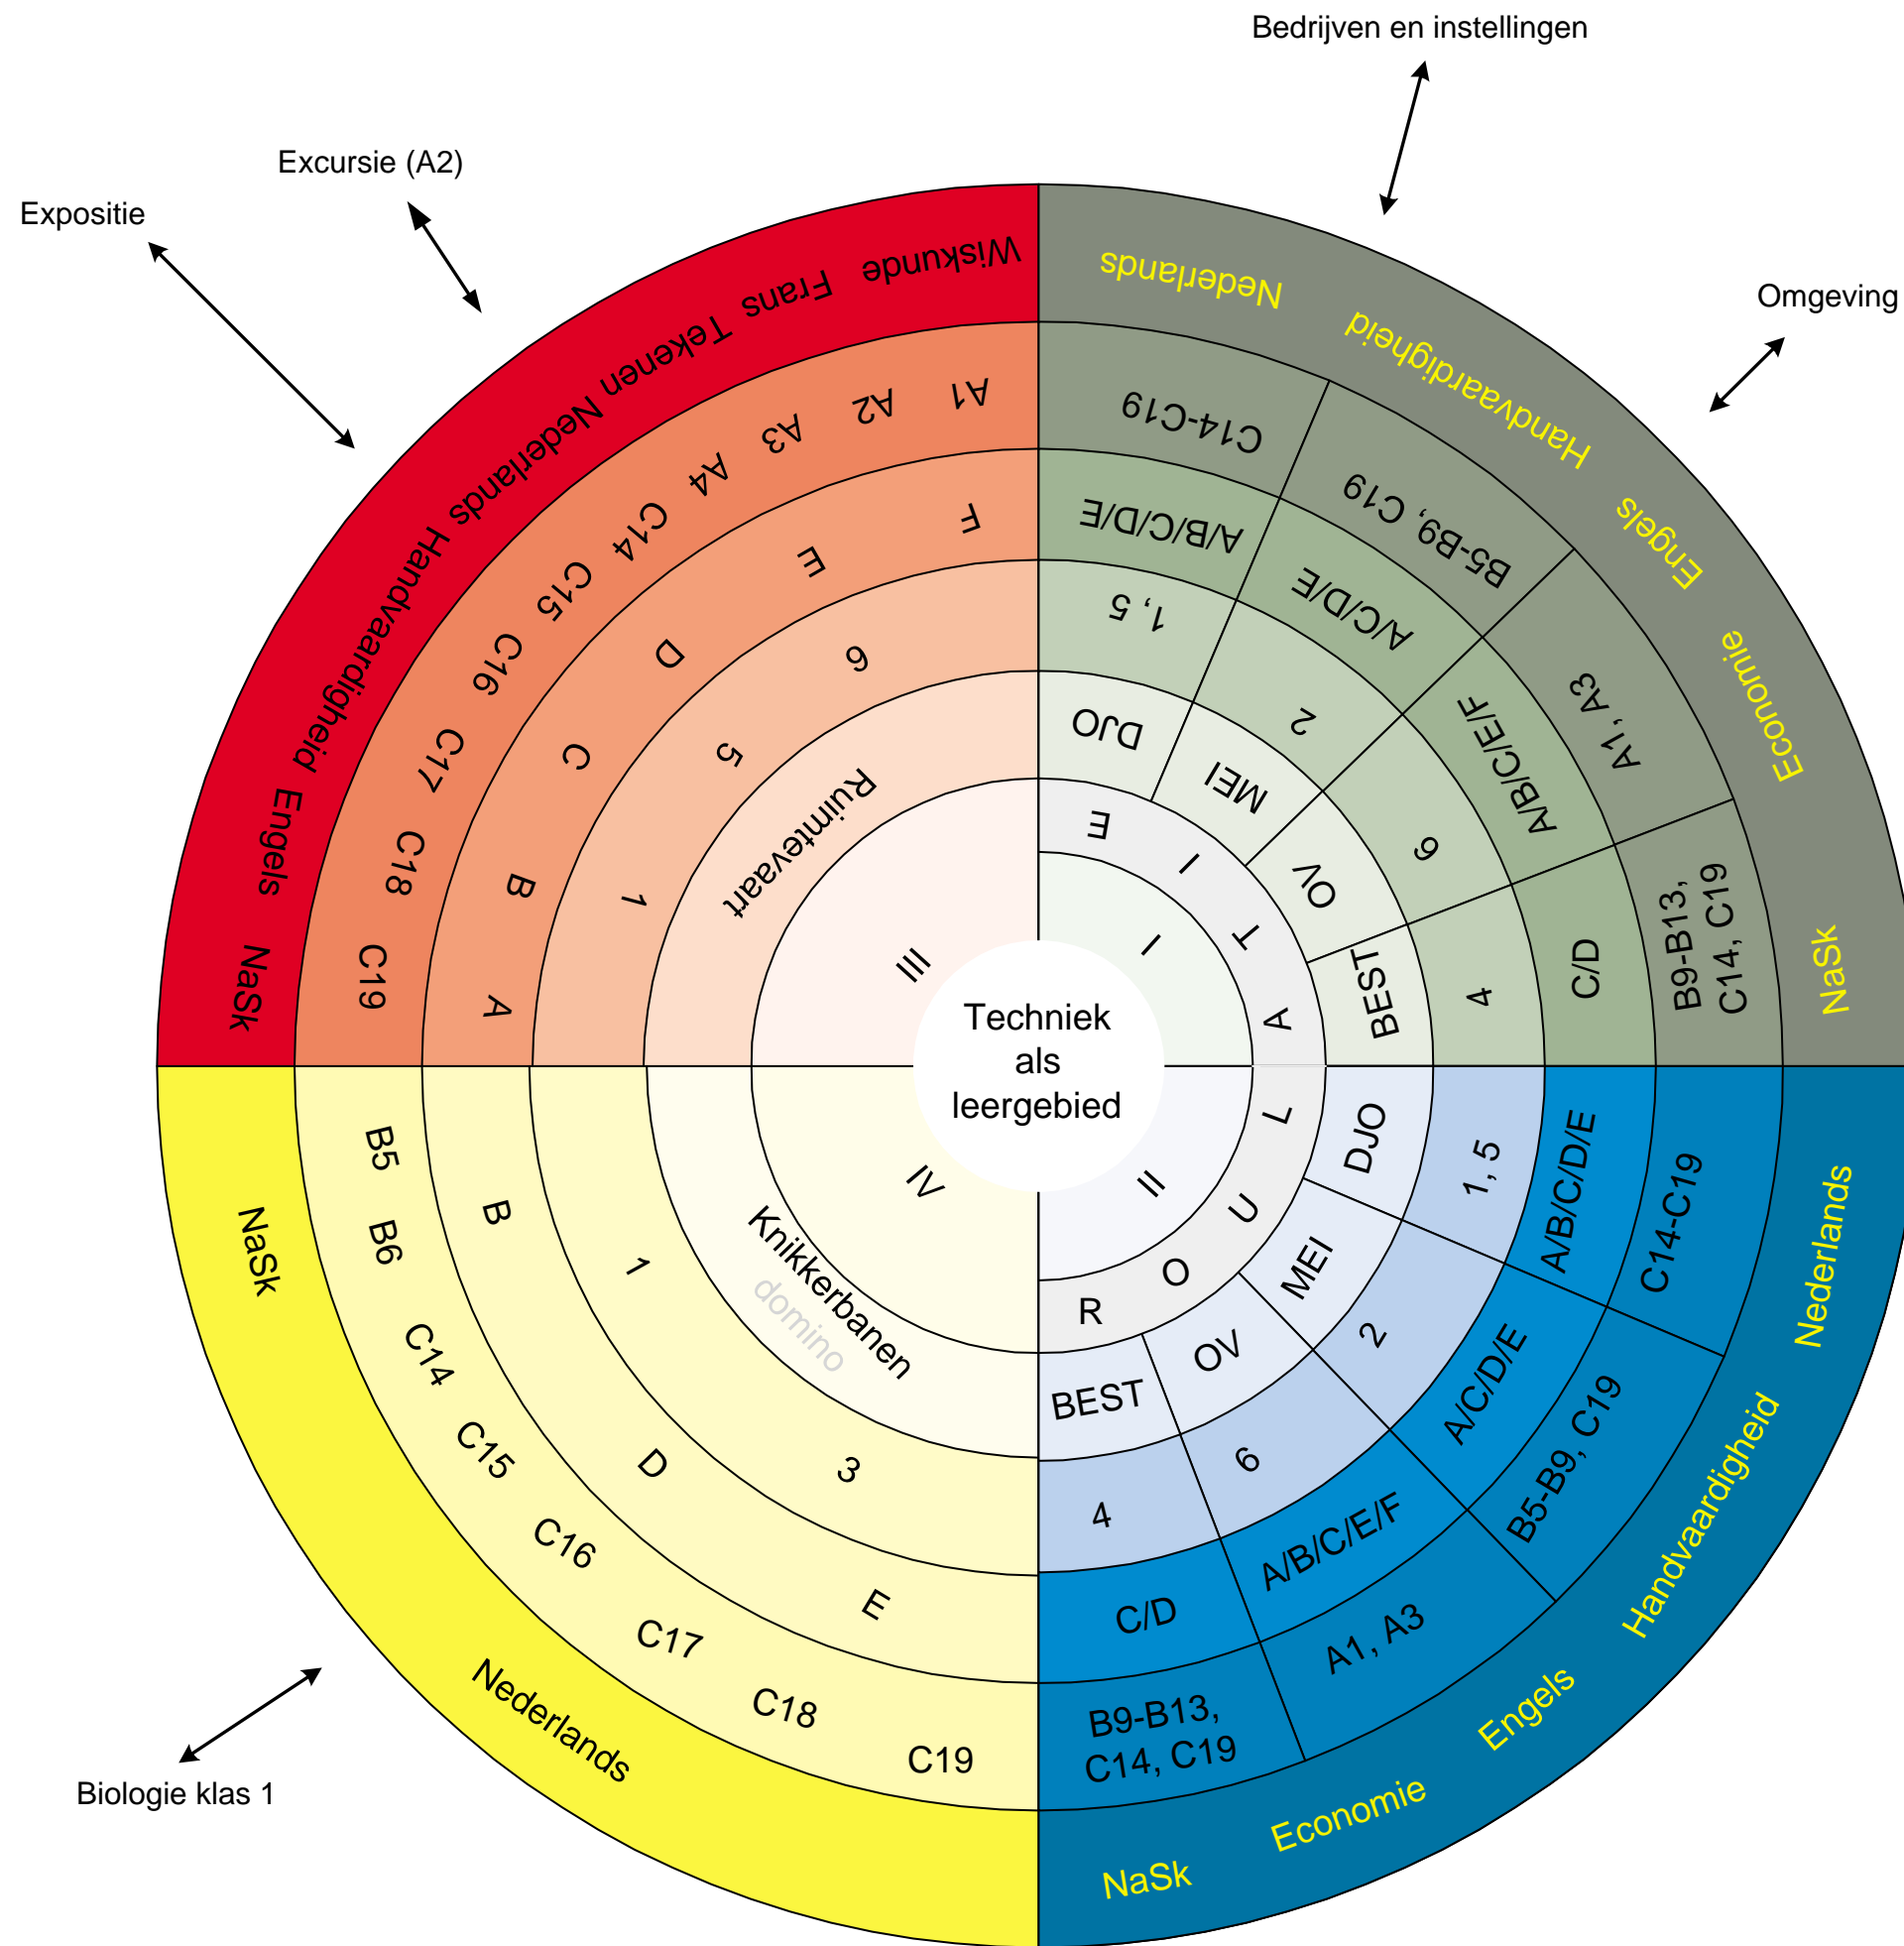 Bedrijven en instellingen
Excursie (A2)
Expositie
Omgeving
Biologie klas 1
Techniek
als
leergebied
I
II
III
IV
ROULATIE
Nederlands
Handvaardigheid
Engels
Economie
NaSk
C14-C19
B5-B9, C19
A1, A3
B9-B13,
C14, C19
A/B/C/D/E
A/C/D/E
A/B/C/E/F
C/D
1, 5
2
6
4
DJO
MEI
OV
BEST
Nederlands
Handvaardigheid
Engels
Economie
NaSk
C14-C19
B5-B9, C19
A1, A3
B9-B13,
C14, C19
A/B/C/D/E
A/C/D/E
A/B/C/E/F
C/D
1, 5
2
6
4
DJO
MEI
OV
BEST
Wiskunde Frans Tekenen Nederlands Handvaardigheid Engels NaSk
A1 A2 A3 A4 C14 C15 C16 C17 C18 C19
F E D C B A
6 5 1
Ruimtevaart
NaSk Nederlands
B5 B6 C14 C15 C16 C17 C18 C19
B D E
1 3
Knikkerbanen
domino